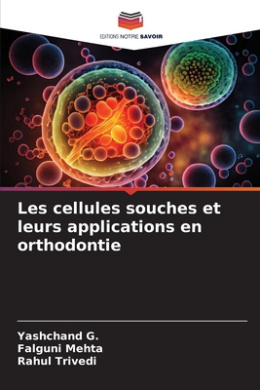 EDITIONS NOTRE SAVOIR
Les cellules souches et
leurs applications en
orthodontie
Yashchand G.
Falguni Mehta
Rahul Trivedi